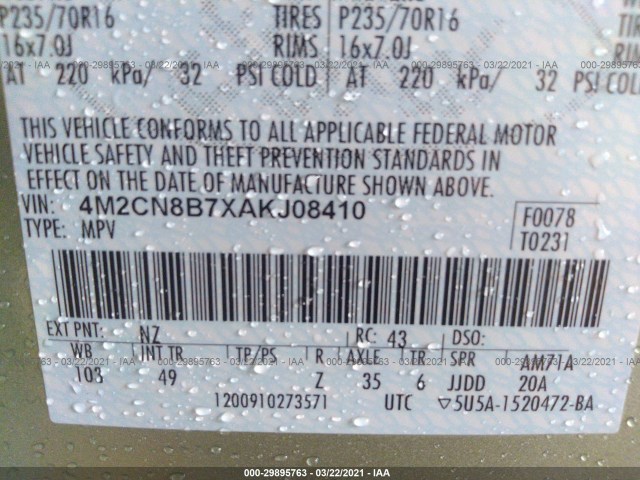 P235/70R16 TIRES P235/70R16 TIRES
16x7.0J RIMS 16x7.0J RIMS
AT 220 kPa/ 32 PSI COLD AT 220 kPa/ 32 PSI COLD
000-29895763 - 03/22/2021 - IAA
THIS VEHICLE CONFORMS TO ALL APPLICABLE FEDERAL MOTOR
VEHICLE SAFETY AND THEFT PREVENTION STANDARDS IN
EFFECT ON THE DATE OF MANUFACTURE SHOWN ABOVE.
VIN: 4M2CN8B7XAKJ08410 F0078
TYPE: MPV T0231
EXT PNT: NZ RC: 43 DSO:
WB INT TR TP/PS R AXLE TR SPR AM71A
103 49 Z 35 6 JJDD 20A
1200910273571 UTC ▽5U5A-1520472-BA
000-29895763 - 03/22/2021 - IAA